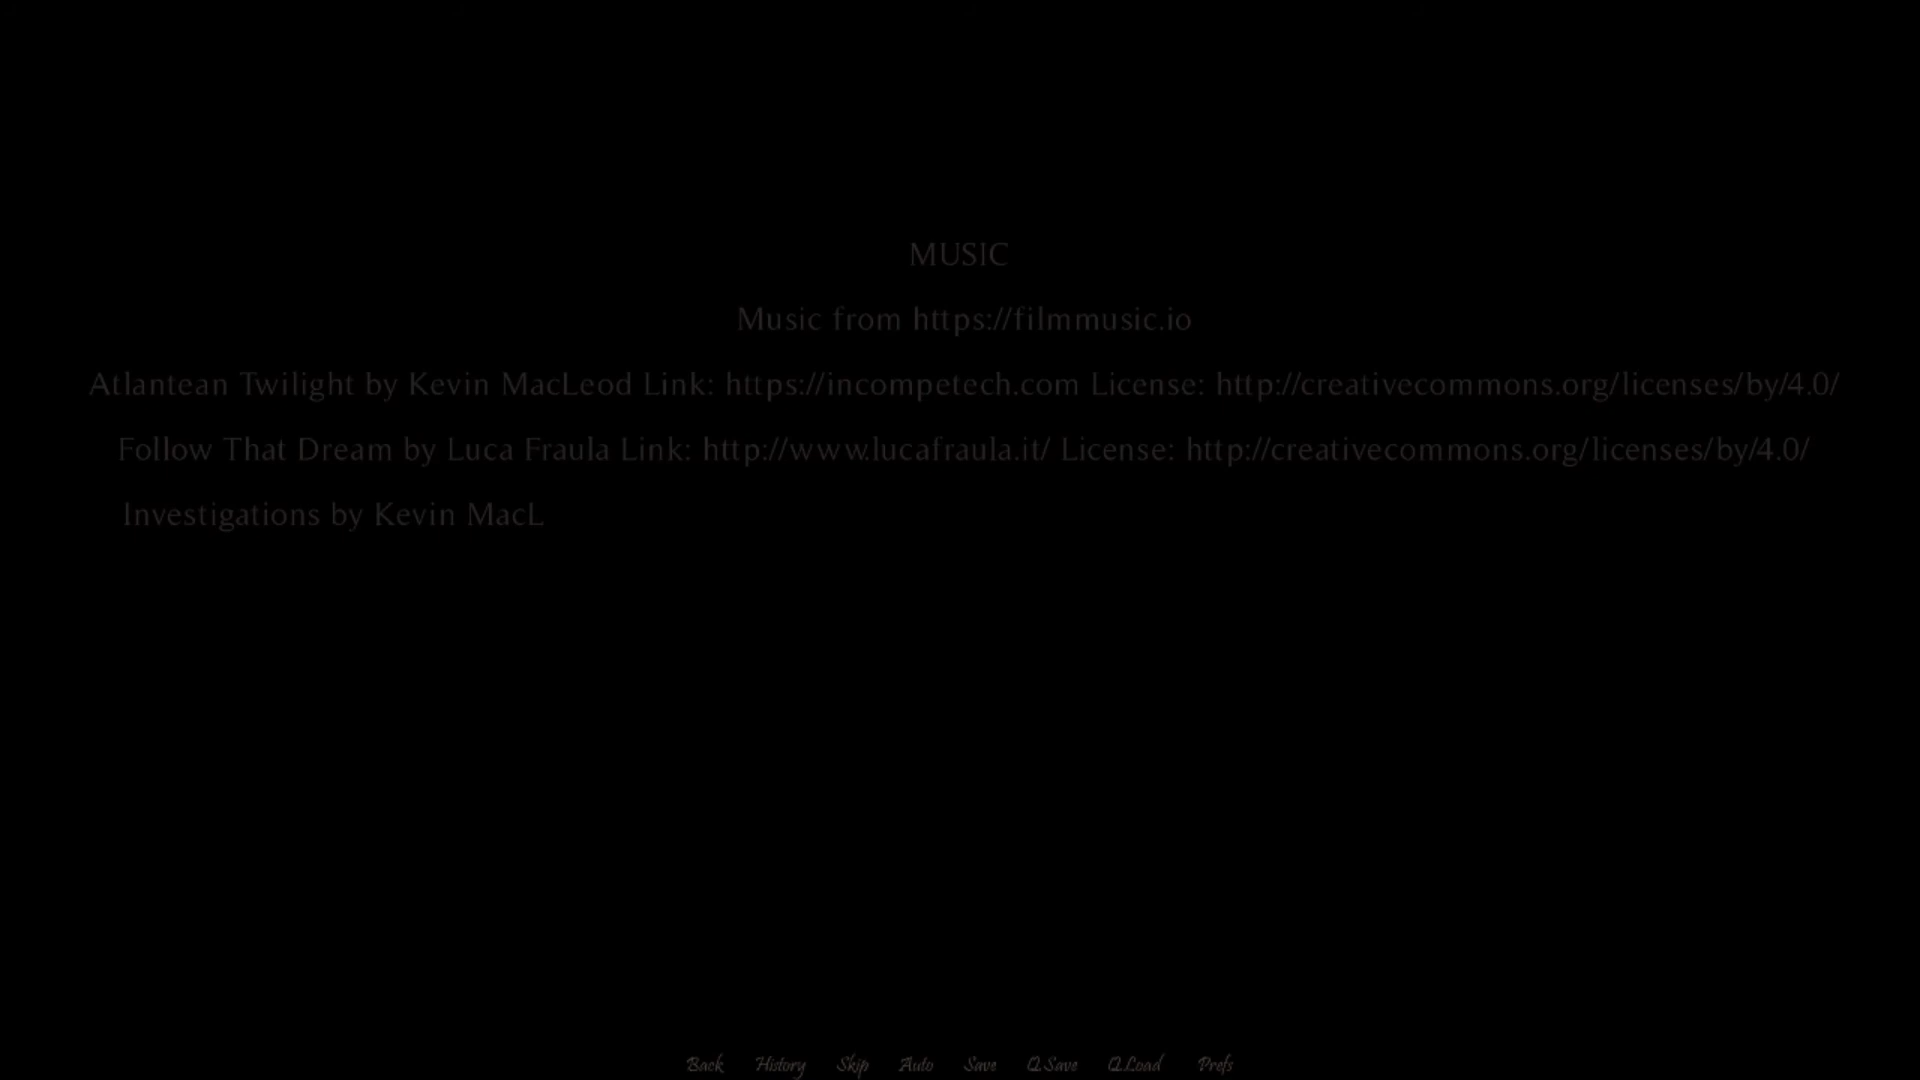 MUSIC
Music from https://filmmusic.io
Atlantean Twilight by Kevin MacLeod Link: https://incompetech.com License: http://creativecommons.org/licenses/by/4.0/
Follow That Dream by Luca Fraula Link: http://www.lucafraula.it/ License: http://creativecommons.org/licenses/by/4.0/
Investigations by Kevin MacL
Back History Skip Auto Save Q.Save Q.Load Prefs